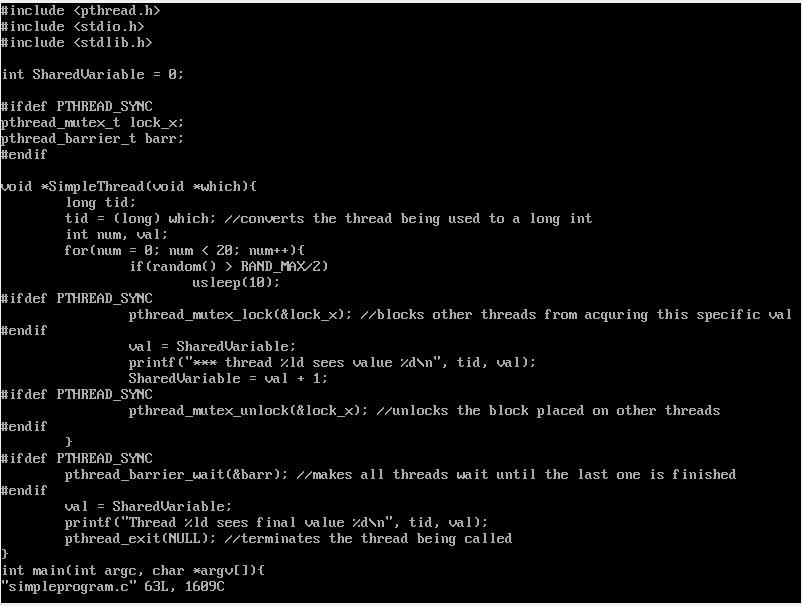 #include <pthread.h>
#include <stdio.h>
#include <stdlib.h>
int SharedVariable = 0;
#ifdef PTHREAD_SYNC
pthread_mutex_t lock_x;
pthread_barrier_t barr;
#endif
void *SimpleThread(void *which){
long tid;
tid = (long) which; //converts the thread being used to a long int
int num, val;
for(num = 0; num < 20; num++){
if(random() > RAND_MAX/2)
usleep(10);
#ifdef PTHREAD_SYNC
pthread_mutex_lock(&lock_x); //blocks other threads from acquring this specific val
#endif
val = SharedVariable;
printf("*** thread %ld sees value %d\n", tid, val);
SharedVariable = val + 1;
#ifdef PTHREAD_SYNC
pthread_mutex_unlock(&lock_x); //unlocks the block placed on other threads
#endif
}
#ifdef PTHREAD_SYNC
pthread_barrier_wait(&barr); //makes all threads wait until the last one is finished
#endif
val = SharedVariable;
printf("Thread %ld sees final value %d\n", tid, val);
pthread_exit(NULL); //terminates the thread being called
}
int main(int argc, char *argv[]){
"simpleprogram.c" 63L, 1609C